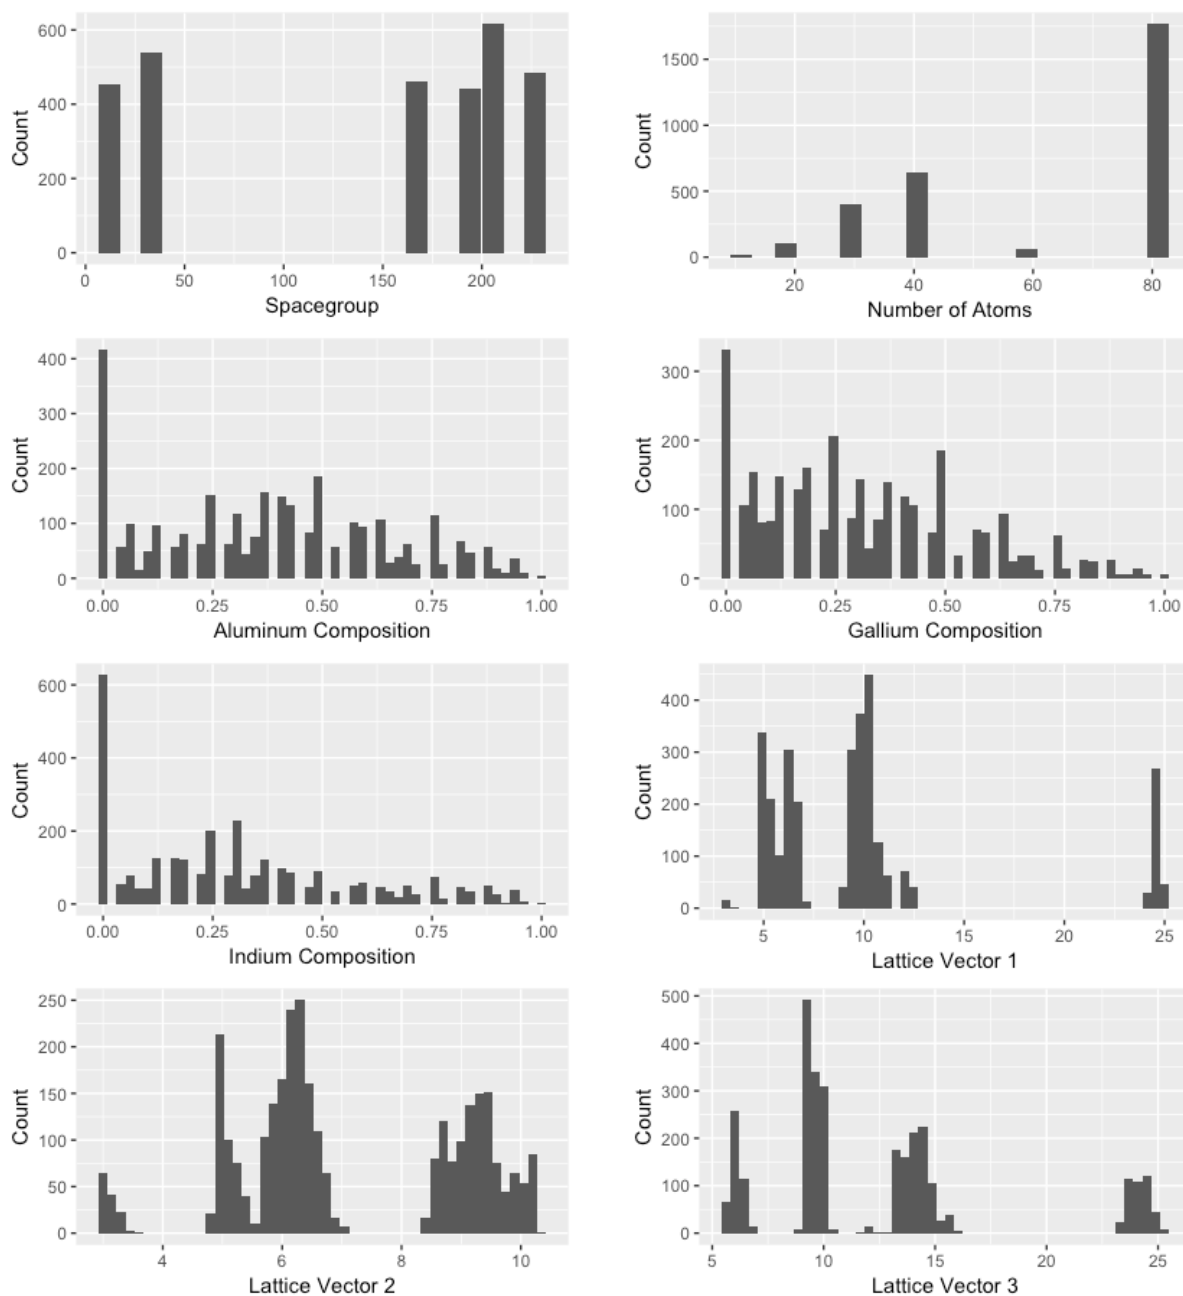 600
400
200
0
Count
0 50 100 150 200
Spacegroup
1500
1000
500
0
Count
20 40 60 80
Number of Atoms
400
300
200
100
0
Count
0.00 0.25 0.50 0.75 1.00
Aluminum Composition
300
200
100
0
Count
0.00 0.25 0.50 0.75 1.00
Gallium Composition
600
400
200
0
Count
0.00 0.25 0.50 0.75 1.00
Indium Composition
400
300
200
100
0
Count
5 10 15 20 25
Lattice Vector 1
250
200
150
100
50
0
Count
4 6 8 10
Lattice Vector 2
500
400
300
200
100
0
Count
5 10 15 20 25
Lattice Vector 3